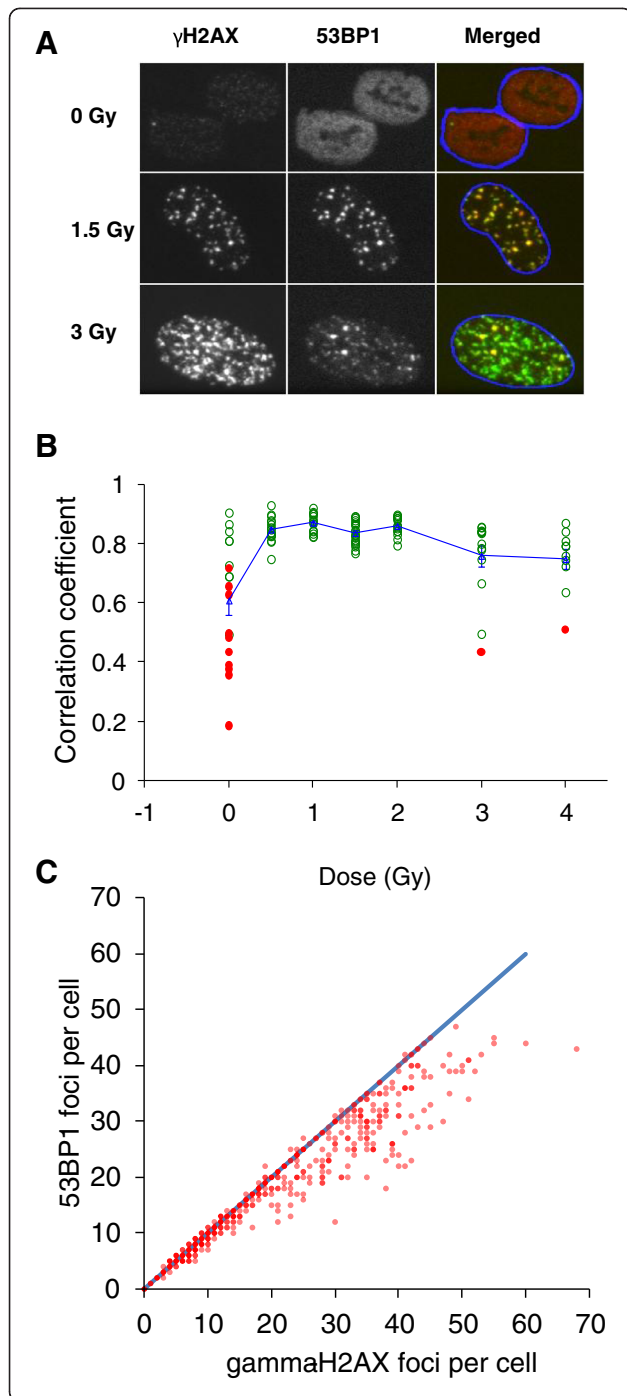 A
γH2AX 53BP1 Merged
0 Gy
1.5 Gy
3 Gy
B
Correlation coefficient
1
0.8
0.6
0.4
0.2
0
-1 0 1 2 3 4
Dose (Gy)
C
53BP1 foci per cell
70
60
50
40
30
20
10
0
0 10 20 30 40 50 60 70
gammaH2AX foci per cell